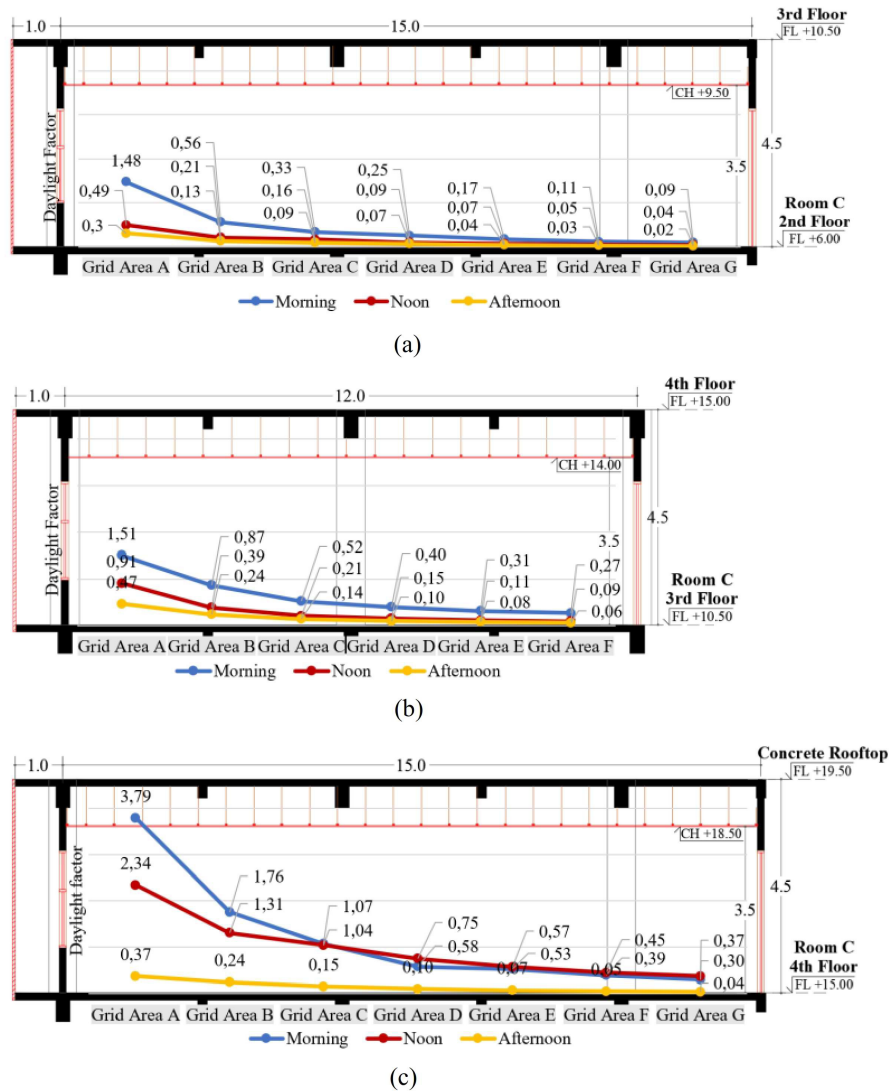 3rd Floor
1.0 15.0 FL +10.50
CH +9.50
Daylight Factor
4.5
3.5
0,56
1,48 0,21 0,33 0,25 0,17 0,11 0,09
0,49 0,13 0,16 0,09 0,07 0,05 0,04
0,3 0,09 0,07 0,04 0,03 0,02
Room C
2nd Floor
FL +6.00
Grid Area A Grid Area B Grid Area C Grid Area D Grid Area E Grid Area F Grid Area G
Morning Noon Afternoon
(a)
4th Floor
1.0 12.0 FL +15.00
CH +14.00
Daylight Factor
4.5
3.5
1,51 0,87 0,52 0,40 0,31 0,27
0,91 0,39 0,21 0,15 0,11 0,09
0,47 0,24 0,14 0,10 0,08 0,06
Room C
3rd Floor
FL +10.50
Grid Area A Grid Area B Grid Area C Grid Area D Grid Area E Grid Area F
Morning Noon Afternoon
(b)
Concrete Rooftop
1.0 15.0 FL +19.50
3,79
CH +18.50
Daylight factor
4.5
3.5
2,34 1,76 1,07 0,75 0,57 0,45 0,37
1,31 1,04 0,58 0,53 0,39 0,30
0,37 0,24 0,15 0,10 0,07 0,05 0,04
Room C
4th Floor
FL +15.00
Grid Area A Grid Area B Grid Area C Grid Area D Grid Area E Grid Area F Grid Area G
Morning Noon Afternoon
(c)